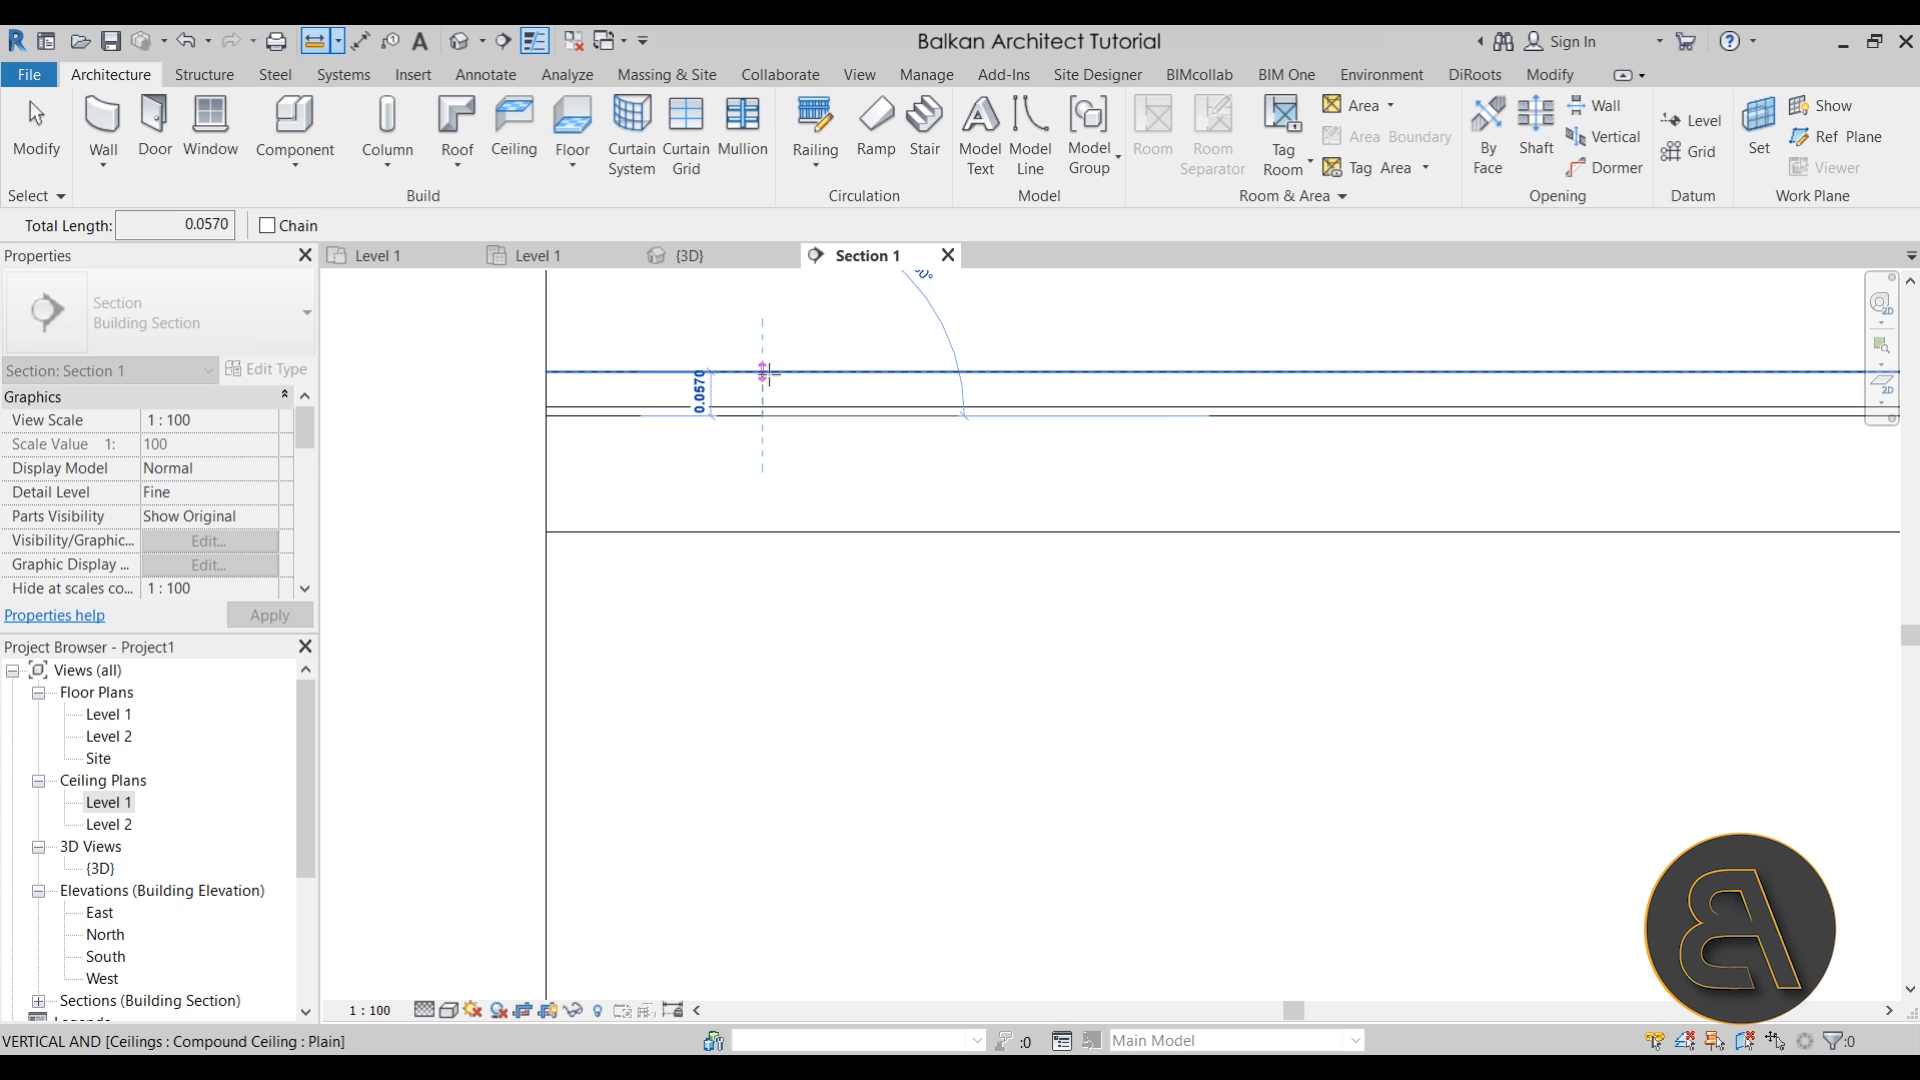 Balkan Architect Tutorial
Sign In
File Architecture Structure Steel Systems Insert Annotate Analyze Massing & Site Collaborate View Manage Add-Ins Site Designer BIMcollab BIM One Environment DiRoots Modify
Modify
Wall
Door
Window
Component
Column
Roof
Ceiling
Floor
Curtain System
Curtain Grid
Mullion
Railing
Ramp
Stair
Model Text
Model Line
Model Group
Room
Room Separator
Tag Room
Area
Area Boundary
Tag Area
By Face
Shaft
Wall
Vertical
Dormer
Level
Grid
Set
Show
Ref Plane
Viewer
Select Build Circulation Model Room & Area Opening Datum Work Plane
Total Length: 0.0570 Chain
Properties
Level 1 Level 1 {3D} Section 1
Section
Building Section
Section: Section 1 Edit Type
Graphics
View Scale 1 : 100
Scale Value 1: 100
Display Model Normal
Detail Level Fine
Parts Visibility Show Original
Visibility/Graphic... Edit...
Graphic Display ... Edit...
Hide at scales co... 1 : 100
Properties help Apply
0.0570
2D
2D
Project Browser - Project1
Views (all)
Floor Plans
Level 1
Level 2
Site
Ceiling Plans
Level 1
Level 2
3D Views
{3D}
Elevations (Building Elevation)
East
North
South
West
Sections (Building Section)
1 : 100
VERTICAL AND [Ceilings : Compound Ceiling : Plain] :0 Main Model :0